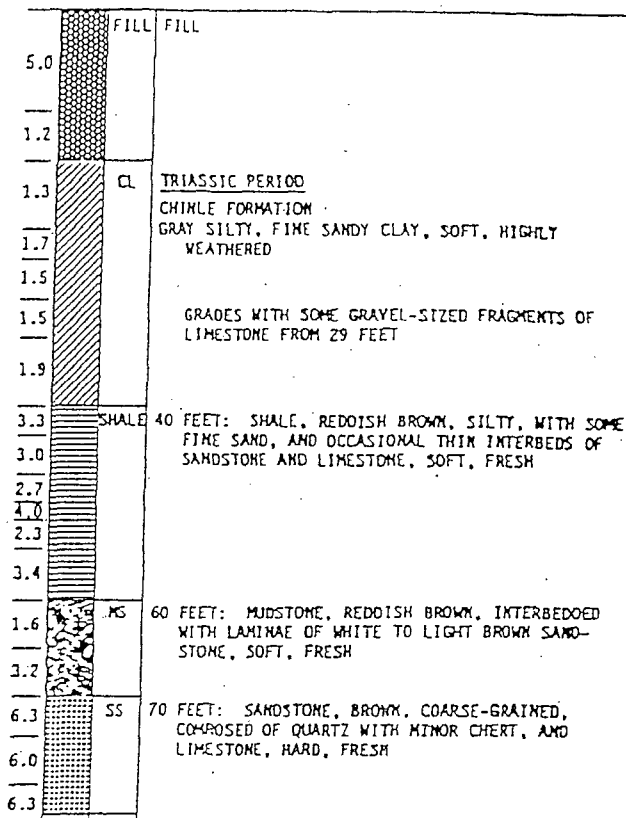 FILL FILL
5.0
1.2
CL TRIASSIC PERIOD
1.3
CHINLE FORMATION
GRAY SILTY, FINE SANDY CLAY, SOFT, HIGHLY
1.7
WEATHERED
1.5
1.5 GRADES WITH SOME GRAVEL-SIZED FRAGMENTS OF
LIMESTONE FROM 29 FEET
1.9
3.3 SHALE 40 FEET: SHALE, REDDISH BROWN, SILTY, WITH SOME
FINE SAND, AND OCCASIONAL THIN INTERBEDS OF
3.0
SANDSTONE AND LIMESTONE, SOFT, FRESH
2.7
4.0
2.3
3.4
MS 60 FEET: MUDSTONE, REDDISH BROWN, INTERBEDDED
1.6
WITH LAMINAE OF WHITE TO LIGHT BROWN SAND-
STONE, SOFT, FRESH
3.2
6.3 SS 70 FEET: SANDSTONE, BROWN, COARSE-GRAINED,
COMPOSED OF QUARTZ WITH MINOR CHERT, AND
LIMESTONE, HARD, FRESH
6.0
6.3